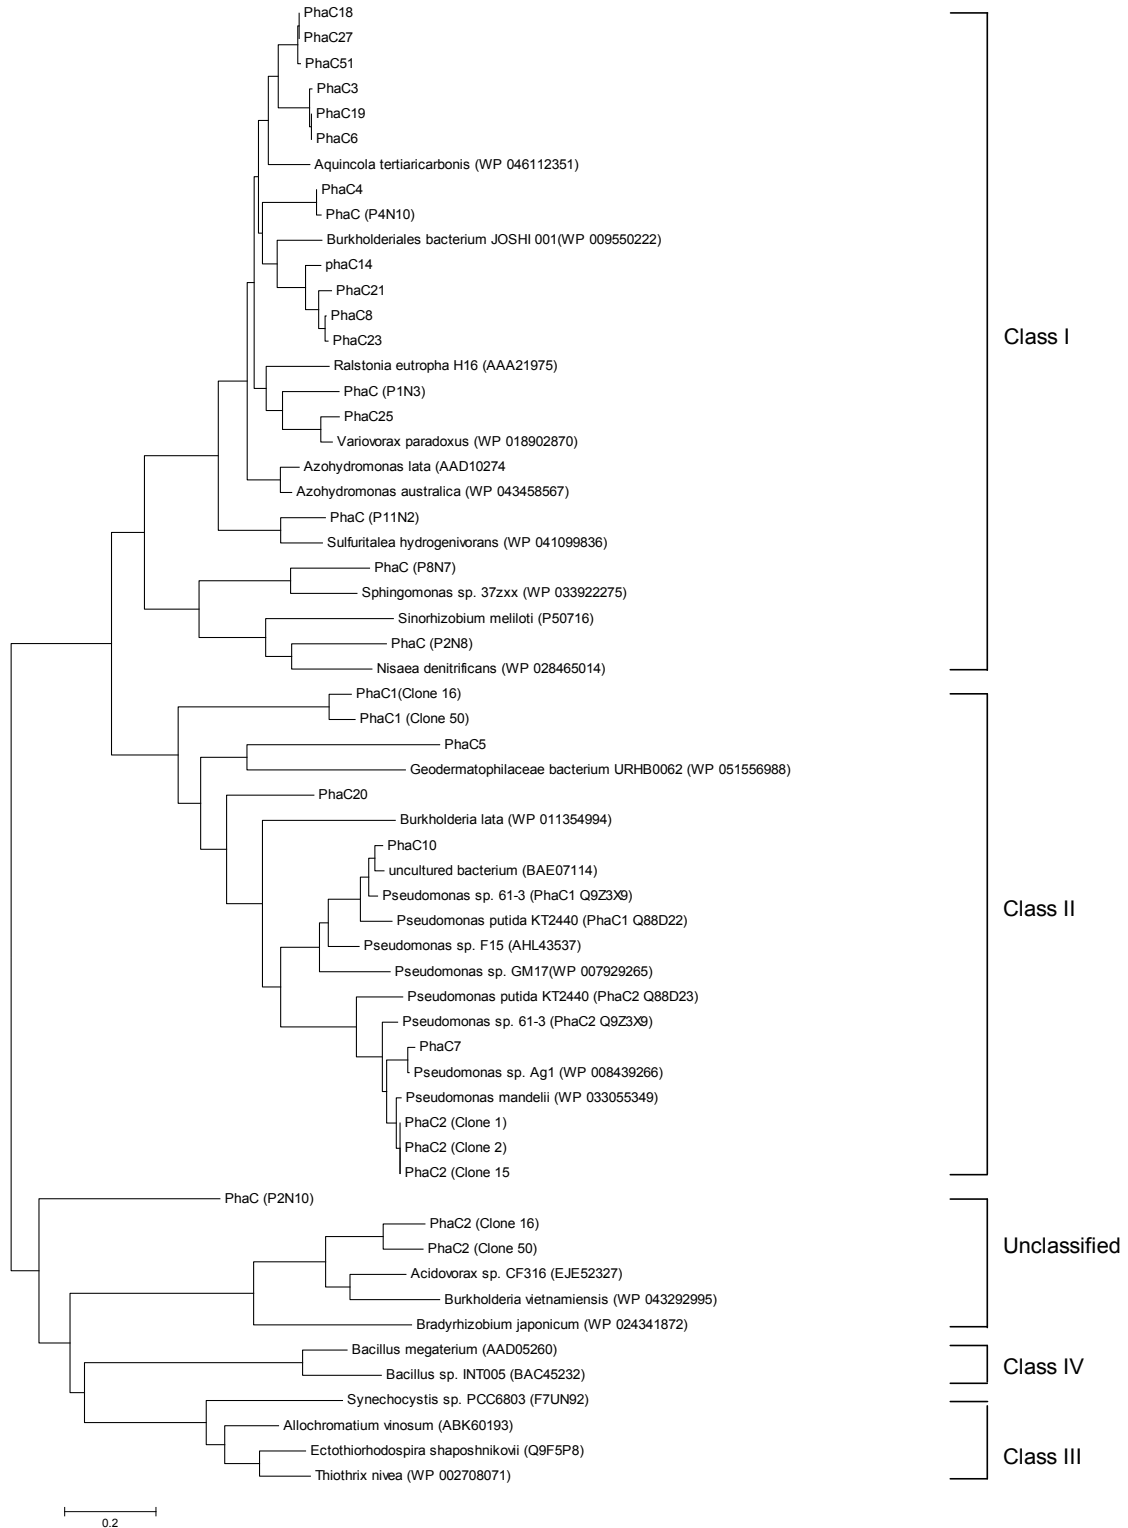 PhaC18
PhaC27
PhaC51
PhaC3
PhaC19
PhaC6
Aquincola tertiaricarbonis (WP 046112351)
PhaC4
PhaC (P4N10)
Burkholderiales bacterium JOSHI 001(WP 009550222)
phaC14
PhaC21
PhaC8
PhaC23
Class I
Ralstonia eutropha H16 (AAA21975)
PhaC (P1N3)
PhaC25
Variovorax paradoxus (WP 018902870)
Azohydromonas lata (AAD10274
Azohydromonas australica (WP 043458567)
PhaC (P11N2)
Sulfuritalea hydrogenivorans (WP 041099836)
PhaC (P8N7)
Sphingomonas sp. 37zxx (WP 033922275)
Sinorhizobium meliloti (P50716)
PhaC (P2N8)
Nisaea denitrificans (WP 028465014)
PhaC1(Clone 16)
PhaC1 (Clone 50)
PhaC5
Geodermatophilaceae bacterium URHB0062 (WP 051556988)
PhaC20
Burkholderia lata (WP 011354994)
PhaC10
uncultured bacterium (BAE07114)
Pseudomonas sp. 61-3 (PhaC1 Q9Z3X9)
Class II
Pseudomonas putida KT2440 (PhaC1 Q88D22)
Pseudomonas sp. F15 (AHL43537)
Pseudomonas sp. GM17(WP 007929265)
Pseudomonas putida KT2440 (PhaC2 Q88D23)
Pseudomonas sp. 61-3 (PhaC2 Q9Z3X9)
PhaC7
Pseudomonas sp. Ag1 (WP 008439266)
Pseudomonas mandelii (WP 033055349)
PhaC2 (Clone 1)
PhaC2 (Clone 2)
PhaC2 (Clone 15
PhaC (P2N10)
PhaC2 (Clone 16)
Unclassified
PhaC2 (Clone 50)
Acidovorax sp. CF316 (EJE52327)
Burkholderia vietnamiensis (WP 043292995)
Bradyrhizobium japonicum (WP 024341872)
Bacillus megaterium (AAD05260)
Class IV
Bacillus sp. INT005 (BAC45232)
Synechocystis sp. PCC6803 (F7UN92)
Allochromatium vinosum (ABK60193)
Ectothiorhodospira shaposhnikovii (Q9F5P8)
Class III
Thiothrix nivea (WP 002708071)
0.2